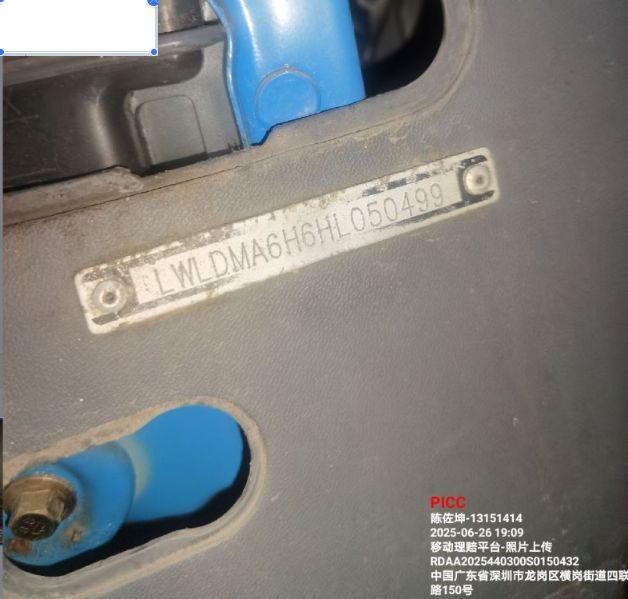 LWLDMA6H6HL050499
PICC
陈佐坤-13151414
2025-06-26 19:09
移动理赔平台-照片上传
RDAA2025440300S0150432
中国广东省深圳市龙岗区横岗街道四联
路150号